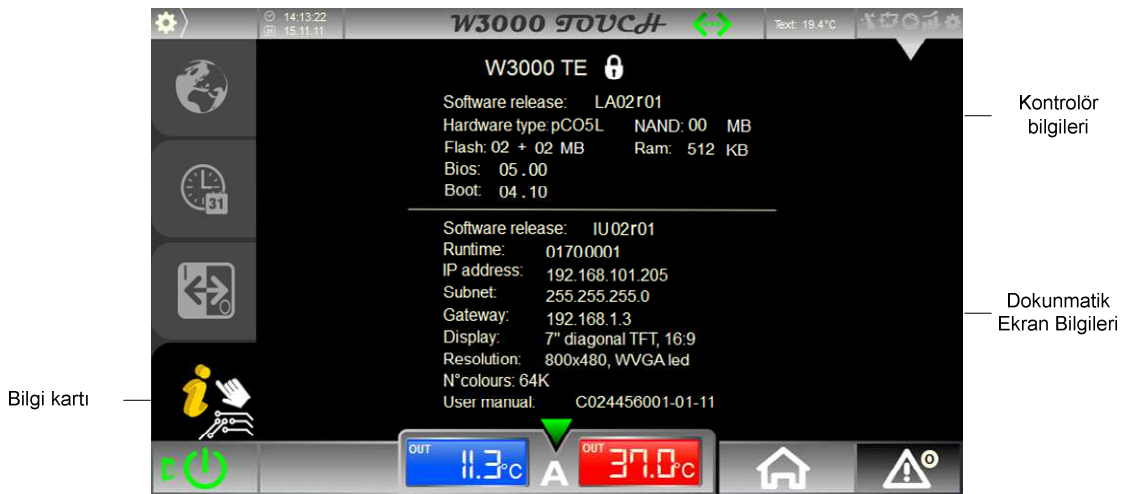 14:13:22
31 15.11.11
W3000 TOUCH
Text: 19.4°C
W3000 TE
Software release: LA02r01
Hardware type: pCO5L NAND: 00 MB
Flash: 02 + 02 MB Ram: 512 KB
Bios: 05.00
Boot: 04.10
Kontrolör
bilgileri
31
Software release: IU02r01
Runtime: 01700001
IP address: 192.168.101.205
Subnet: 255.255.255.0
Gateway: 192.168.1.3
Display: 7" diagonal TFT, 16:9
Resolution: 800x480, WVGA led
N°colours: 64K
User manual: C024456001-01-11
Dokunmatik
Ekran Bilgileri
I
O
i
Bilgi kartı
OUT 11.3°C
A
OUT 37.0°C
0